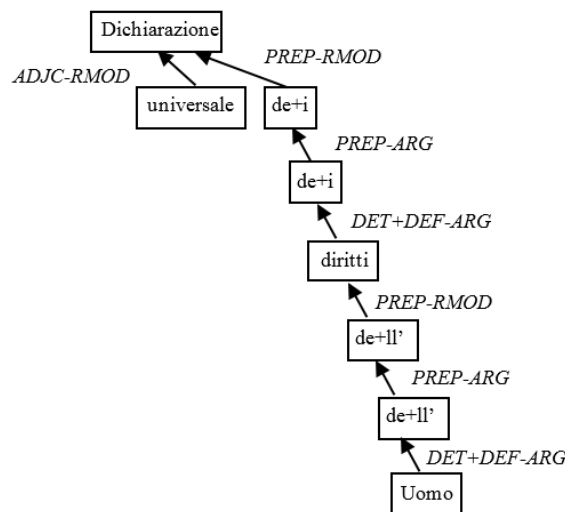 Dichiarazione
PREP-RMOD
ADJC-RMOD
universale
de+i
PREP-ARG
de+i
DET+DEF-ARG
diritti
PREP-RMOD
de+ll’
PREP-ARG
de+ll’
DET+DEF-ARG
Uomo